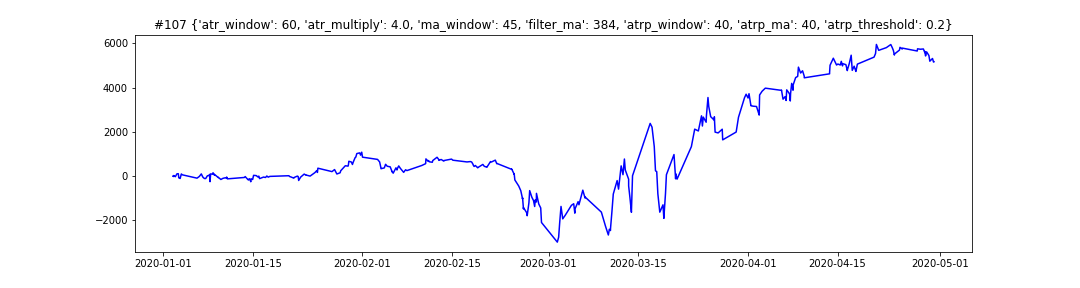 #107 {'atr_window': 60, 'atr_multiply': 4.0, 'ma_window': 45, 'filter_ma': 384, 'atrp_window': 40, 'atrp_ma': 40, 'atrp_threshold': 0.2}
6000
4000
2000
0
−2000
2020-01-01 2020-01-15 2020-02-01 2020-02-15 2020-03-01 2020-03-15 2020-04-01 2020-04-15 2020-05-01